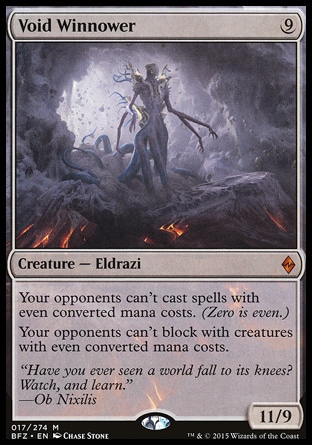 Void Winnower 9
Creature — Eldrazi
Your opponents can't cast spells with
even converted mana costs. (Zero is even.)
Your opponents can't block with creatures
with even converted mana costs.
"Have you ever seen a world fall to its knees?
Watch, and learn."
—Ob Nixilis
11/9
017/274 M
BFZ • EN Chase Stone
™ & © 2015 Wizards of the Coast